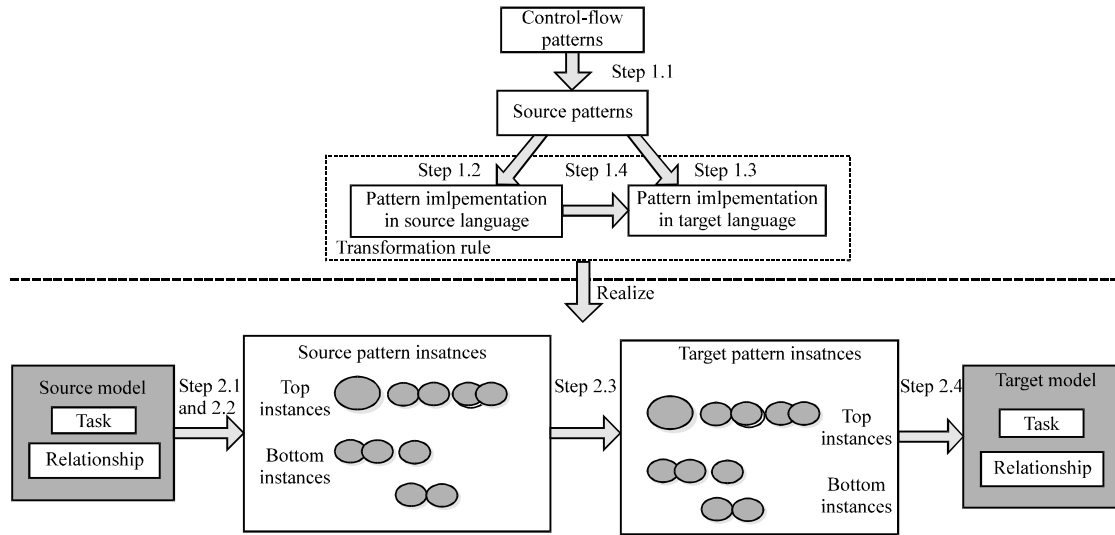 Control-flow
patterns
Step 1.1
Source patterns
Step 1.2
Step 1.4
Step 1.3
Pattern imlpementation
in source language
Pattern imlpementation
in target language
Transformation rule
Realize
Source model
Task
Relationship
Step 2.1
and 2.2
Source pattern insatnces
Top
instances
Bottom
instances
Step 2.3
Target pattern insatnces
Top
instances
Bottom
instances
Step 2.4
Target model
Task
Relationship